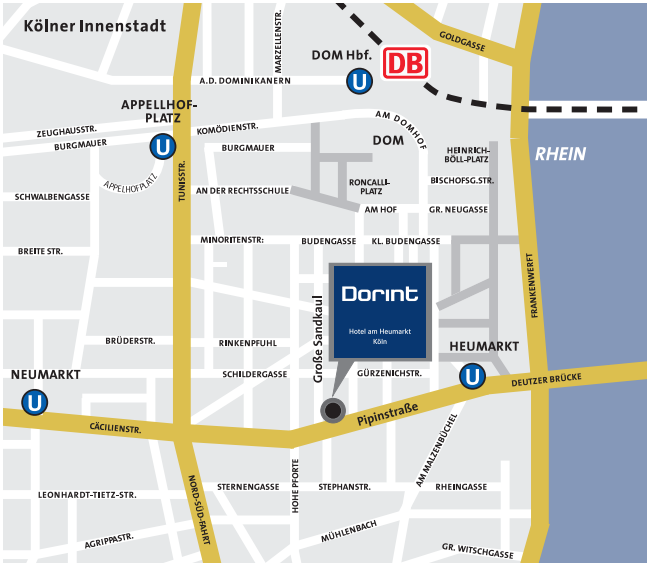 Kölner Innenstadt
GOLDGASSE
MARZELLENSTR.
DOM Hbf.
DB
U
A.D. DOMINIKANERN
APPELLHOF-
PLATZ
U
ZEUGHAUSSTR.
BURGMAUER
KOMÖDIENSTR.
AM DOMHOF
DOM
BURGMAUER
HEINRICH-
BÖLL-PLATZ
RHEIN
APPELHOFPLATZ
TUNISSTR.
AN DER RECHTSSCHULE
RONCALLI-
PLATZ
BISCHOFSG.STR.
SCHWALBENGASSE
AM HOF
GR. NEUGASSE
BREITE STR.
MINORITENSTR:
BUDENGASSE
KL. BUDENGASSE
FRANKENWERFT
Dorint
Hotel am Heumarkt
Köln
Große Sandkaul
BRÜDERSTR.
RINKENPFUHL
HEUMARKT
U
NEUMARKT
U
SCHILDERGASSE
GÜRZENICHSTR.
DEUTZER BRÜCKE
Pipinstraße
CÄCILIENSTR.
AM MALZENBÜCHEL
NORD-SÜD-FAHRT
HOHE PFORTE
STERNENGASSE
STEPHANSTR.
RHEINGASSE
LEONHARDT-TIETZ-STR.
AGRIPPASTR.
MÜHLENBACH
GR. WITSCHGASSE